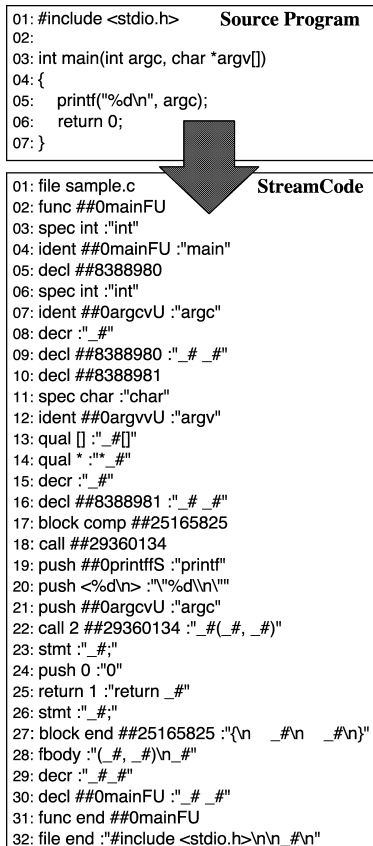 01: #include <stdio.h> Source Program
02:
03: int main(int argc, char *argv[])
04: {
05: printf("%d\n", argc);
06: return 0;
07: }
01: file sample.c StreamCode
02: func ##0mainFU
03: spec int :"int"
04: ident ##0mainFU :"main"
05: decl ##8388980
06: spec int :"int"
07: ident ##0argcvU :"argc"
08: decr :"_#"
09: decl ##8388980 :"_# _#"
10: decl ##8388981
11: spec char :"char"
12: ident ##0argvvU :"argv"
13: qual [] :"_#[]"
14: qual * :"*_#"
15: decr :"_#"
16: decl ##8388981 :"_# _#"
17: block comp ##25165825
18: call ##29360134
19: push ##0printffS :"printf"
20: push <%d\n> :"\"%d\\n\""
21: push ##0argcvU :"argc"
22: call 2 ##29360134 :"_#(_#, _#)"
23: stmt :"_#;"
24: push 0 :"0"
25: return 1 :"return _#"
26: stmt :"_#;"
27: block end ##25165825 :"{\n _#\n _#\n}"
28: fbody :"(_#, _#)\n_#"
29: decr :"_#_#"
30: decl ##0mainFU :"_# _#"
31: func end ##0mainFU
32: file end :"#include <stdio.h>\n\n_#\n"